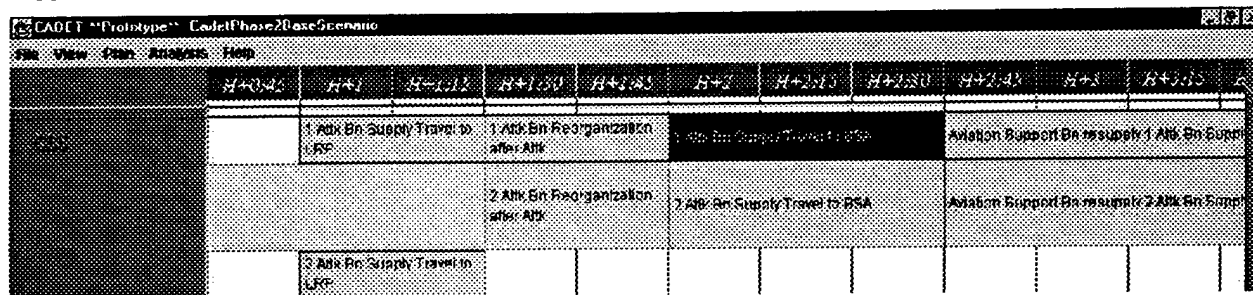 CADET **Prototype** CadetPhase2BaseScenario
File View Plan Analysis Help
H+0:45 H+1 H+1:15 H+1:30 H+1:45 H+2 H+2:15 H+2:30 H+2:45 H+3 H+3:15
1 Attk Bn Supply Travel to LRP
1 Attk Bn Reorganization after Attk
1 Attk Bn Supply Travel to BSA
Aviation Support Bn resupply 1 Attk Bn Suppl
2 Attk Bn Reorganization after Attk
2 Attk Bn Supply Travel to BSA
Aviation Support Bn resupply 2 Attk Bn Suppl
2 Attk Bn Supply Travel to LRP